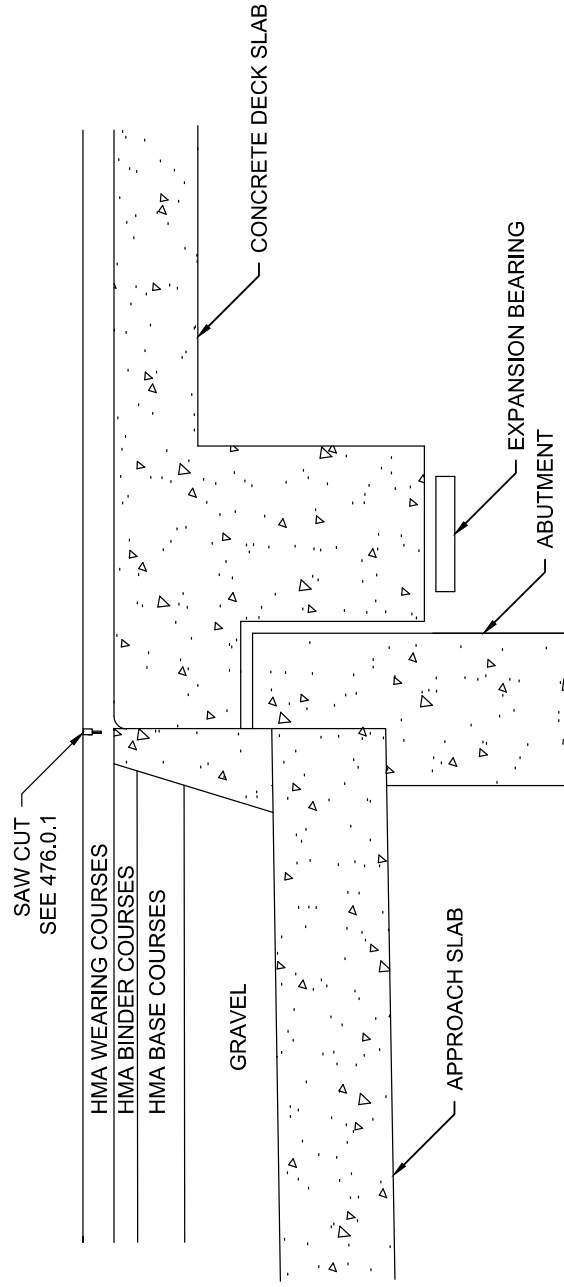 SAW CUT
SEE 476.0.1
HMA WEARING COURSES
HMA BINDER COURSES
HMA BASE COURSES
GRAVEL
APPROACH SLAB
CONCRETE DECK SLAB
EXPANSION BEARING
ABUTMENT